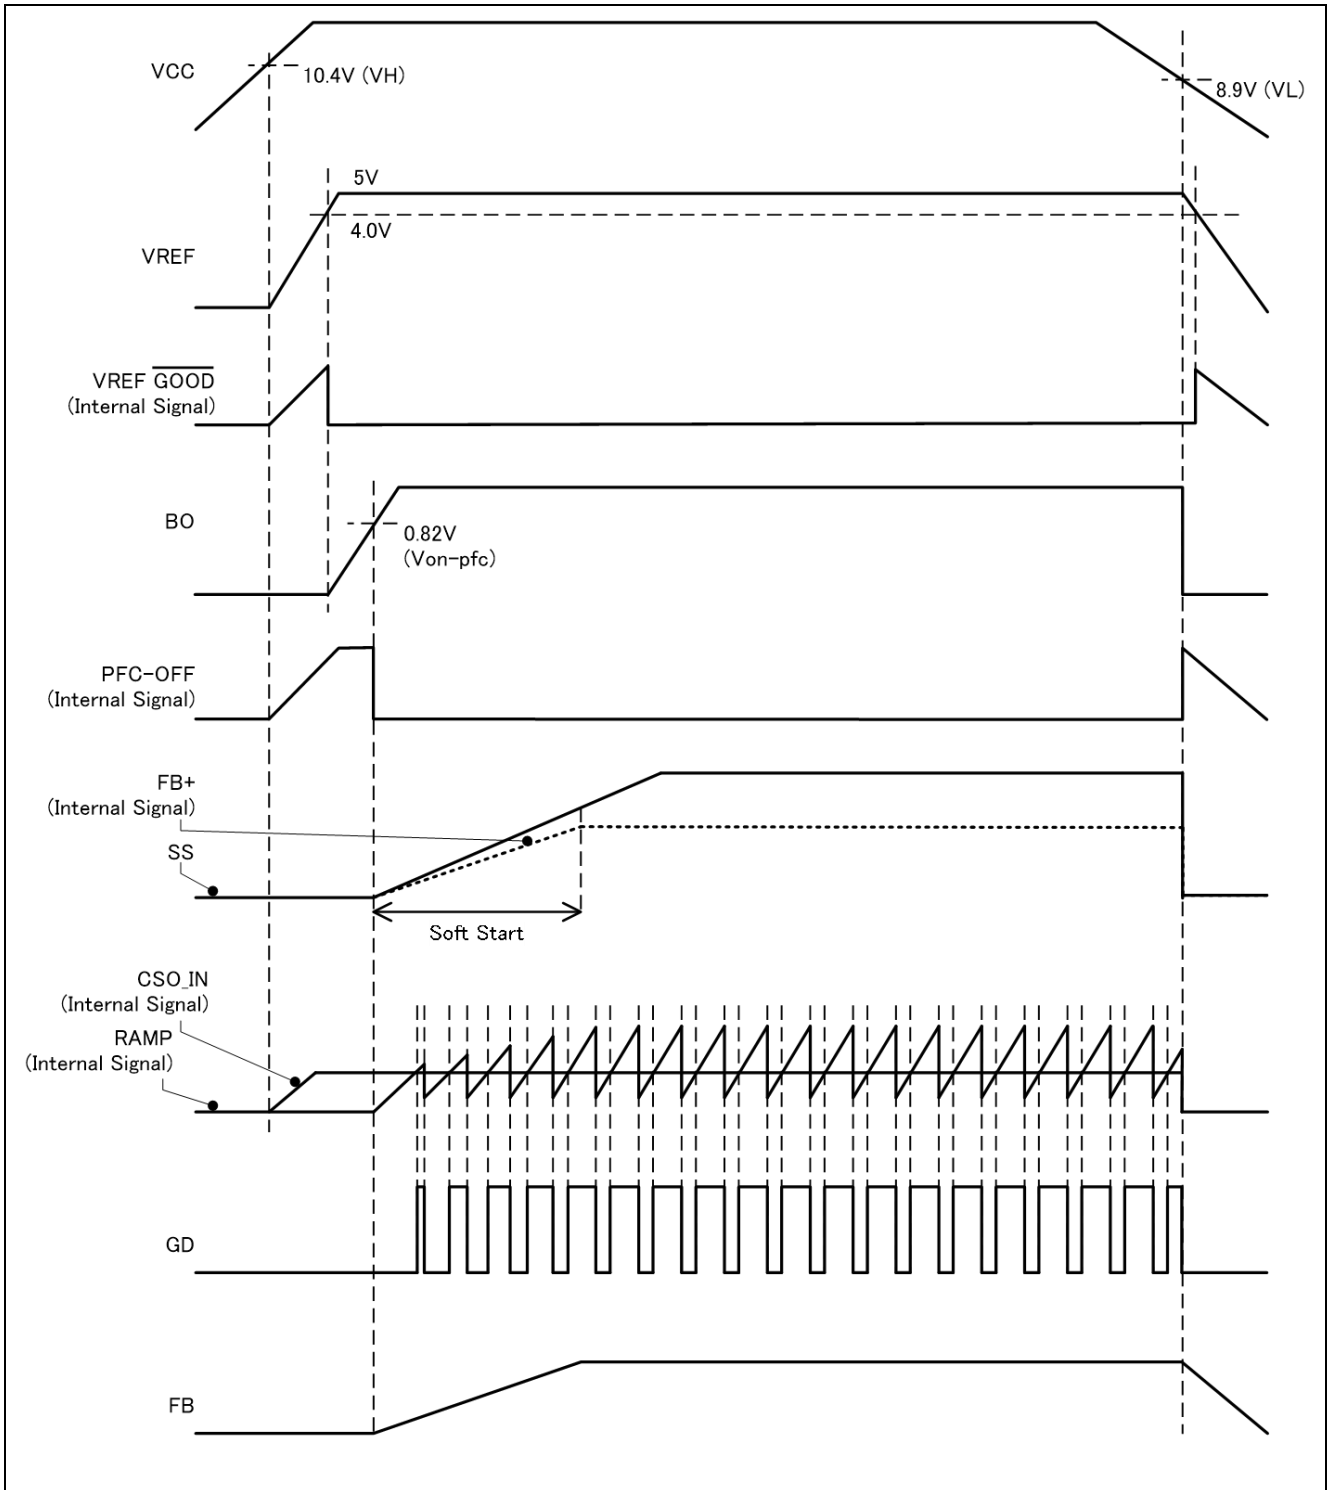 VCC
10.4V (VH)
8.9V (VL)
5V
4.0V
VREF
VREF GOOD
(Internal Signal)
BO
0.82V
(Von-pfc)
PFC-OFF
(Internal Signal)
FB+
(Internal Signal)
SS
Soft Start
CSO_IN
(Internal Signal)
RAMP
(Internal Signal)
GD
FB